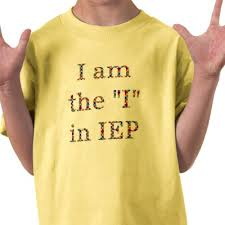 I am
the "I"
in IEP